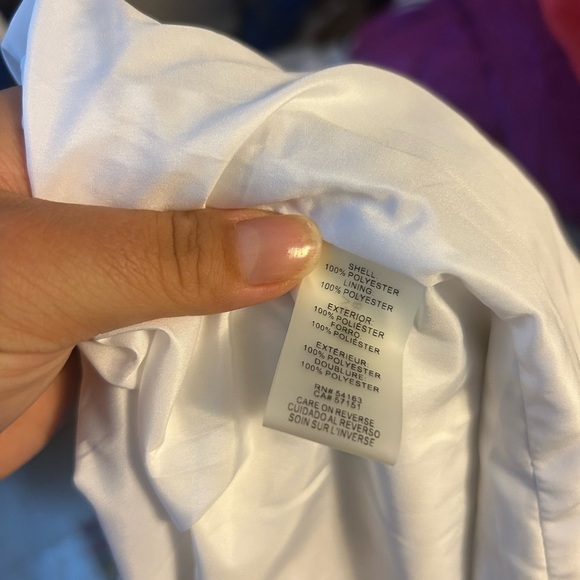 SHELL
100% POLYESTER
LINING
100% POLYESTER
EXTERIOR:
100% POLIÉSTER
FORRO
100% POLIÉSTER
EXTÉRIEUR:
100% POLYESTER
DOUBLURE:
100% POLYESTER
RN# 54163
CA# 57151
CARE ON REVERSE
CUIDADO AL REVERSO
SOIN SUR L'INVERSE